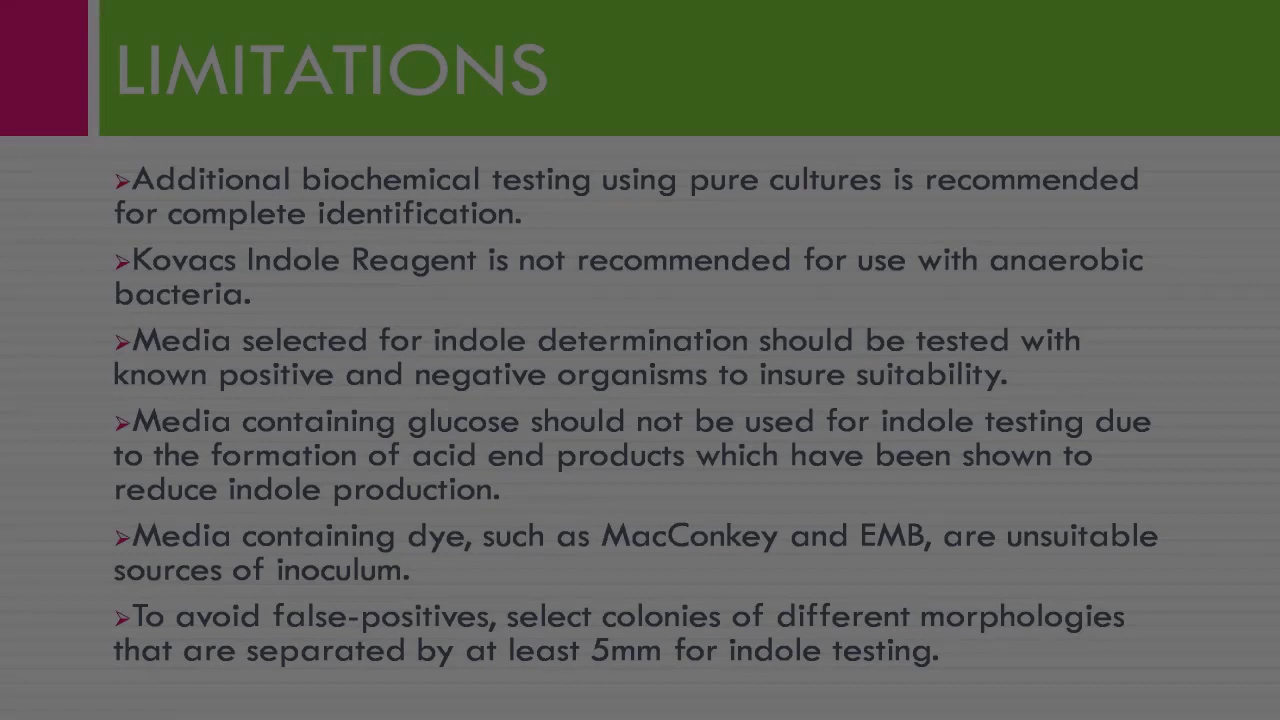 LIMITATIONS
➢Additional biochemical testing using pure cultures is recommended
for complete identification.
➢Kovacs Indole Reagent is not recommended for use with anaerobic
bacteria.
➢Media selected for indole determination should be tested with
known positive and negative organisms to insure suitability.
➢Media containing glucose should not be used for indole testing due
to the formation of acid end products which have been shown to
reduce indole production.
➢Media containing dye, such as MacConkey and EMB, are unsuitable
sources of inoculum.
➢To avoid false-positives, select colonies of different morphologies
that are separated by at least 5mm for indole testing.